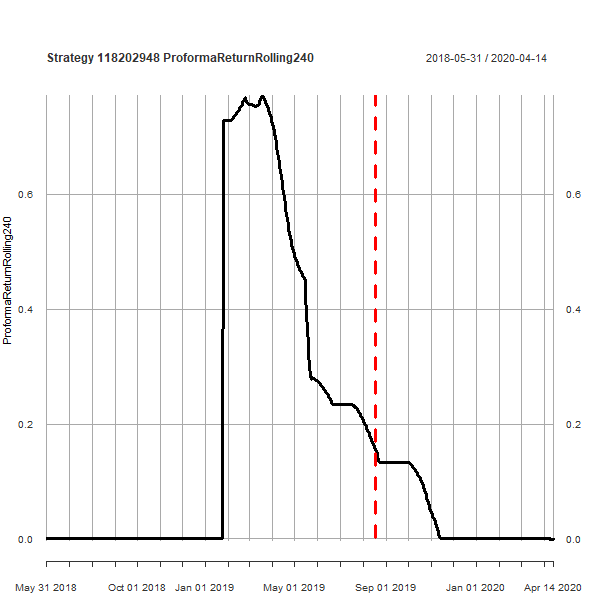 Strategy 118202948 ProformaReturnRolling240
2018-05-31 / 2020-04-14
ProformaReturnRolling240
0.6
0.4
0.2
0.0
0.6
0.4
0.2
0.0
May 31 2018
Oct 01 2018
Jan 01 2019
May 01 2019
Sep 01 2019
Jan 01 2020
Apr 14 2020